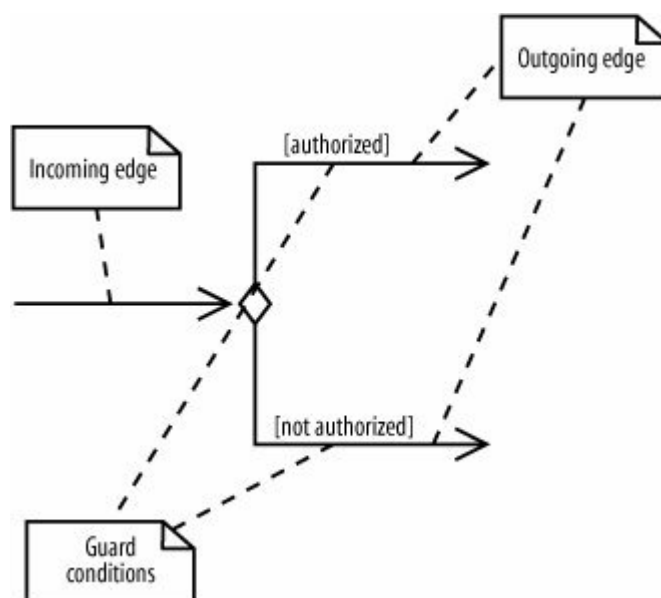 Outgoing edge
[authorized]
Incoming edge
[not authorized]
Guard
conditions